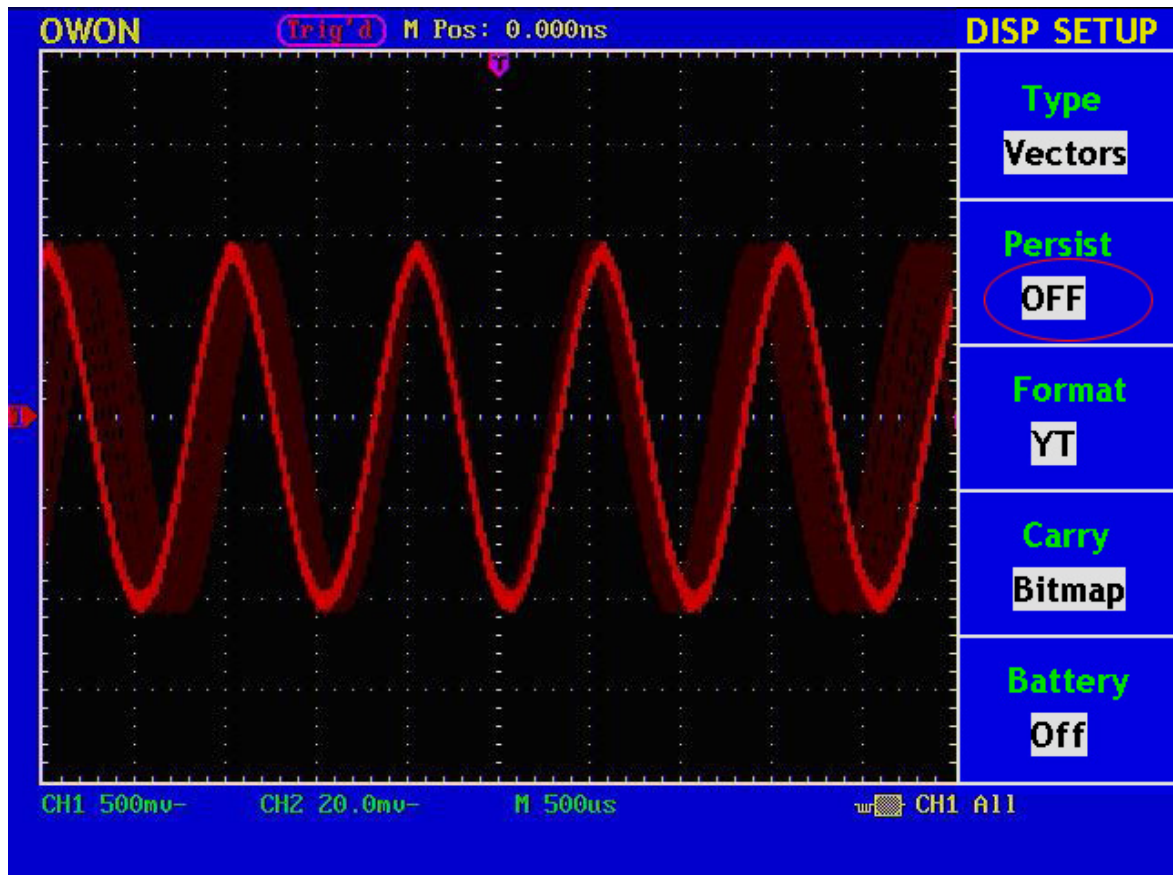 OWON Trig'd M Pos: 0.000ns DISP SETUP
T
Type
Vectors
Persist
OFF
Format
YT
Carry
Bitmap
Battery
Off
1
CH1 500mv- CH2 20.0mv- M 500us CH1 All